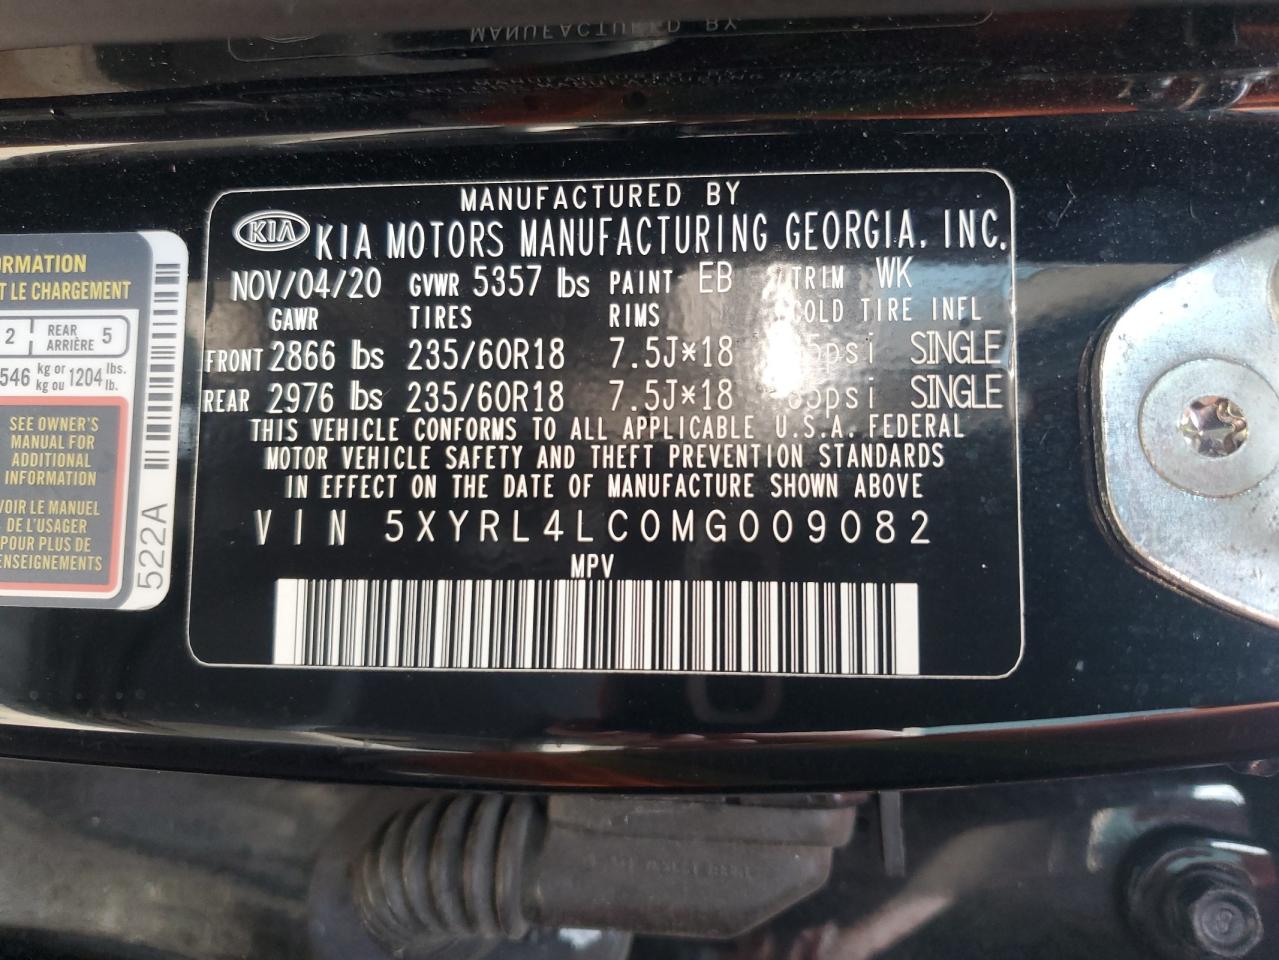 MANUFACTURED BY
MANUFACTURED BY
KIA KIA MOTORS MANUFACTURING GEORGIA, INC.
NOV/04/20 GVWR 5357 lbs PAINT EB TRIM WK
GAWR TIRES RIMS COLD TIRE INFL
FRONT 2866 lbs 235/60R18 7.5J*18 psi SINGLE
REAR 2976 lbs 235/60R18 7.5J*18 35psi SINGLE
THIS VEHICLE CONFORMS TO ALL APPLICABLE U.S.A. FEDERAL
MOTOR VEHICLE SAFETY AND THEFT PREVENTION STANDARDS
IN EFFECT ON THE DATE OF MANUFACTURE SHOWN ABOVE
VIN 5XYRL4LC0MG009082
MPV
ORMATION
T LE CHARGEMENT
2 REAR 5
ARRIÈRE
546 kg or 1204 lbs.
kg ou lb.
SEE OWNER'S
MANUAL FOR
ADDITIONAL
INFORMATION
VOIR LE MANUEL
DE L'USAGER
POUR PLUS DE
ENSEIGNEMENTS
522A